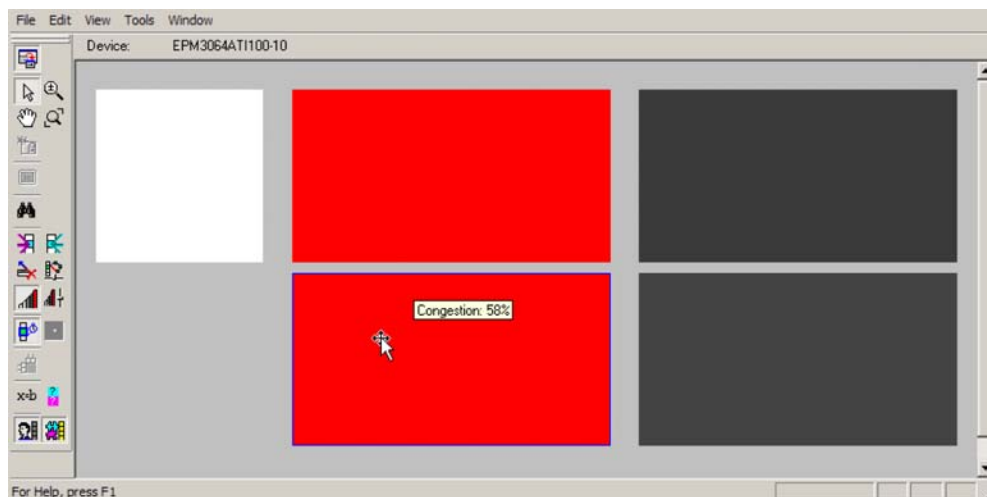 File Edit View Tools Window
Device: EPM3064ATI100-10
Congestion: 58%
x=b
For Help, press F1